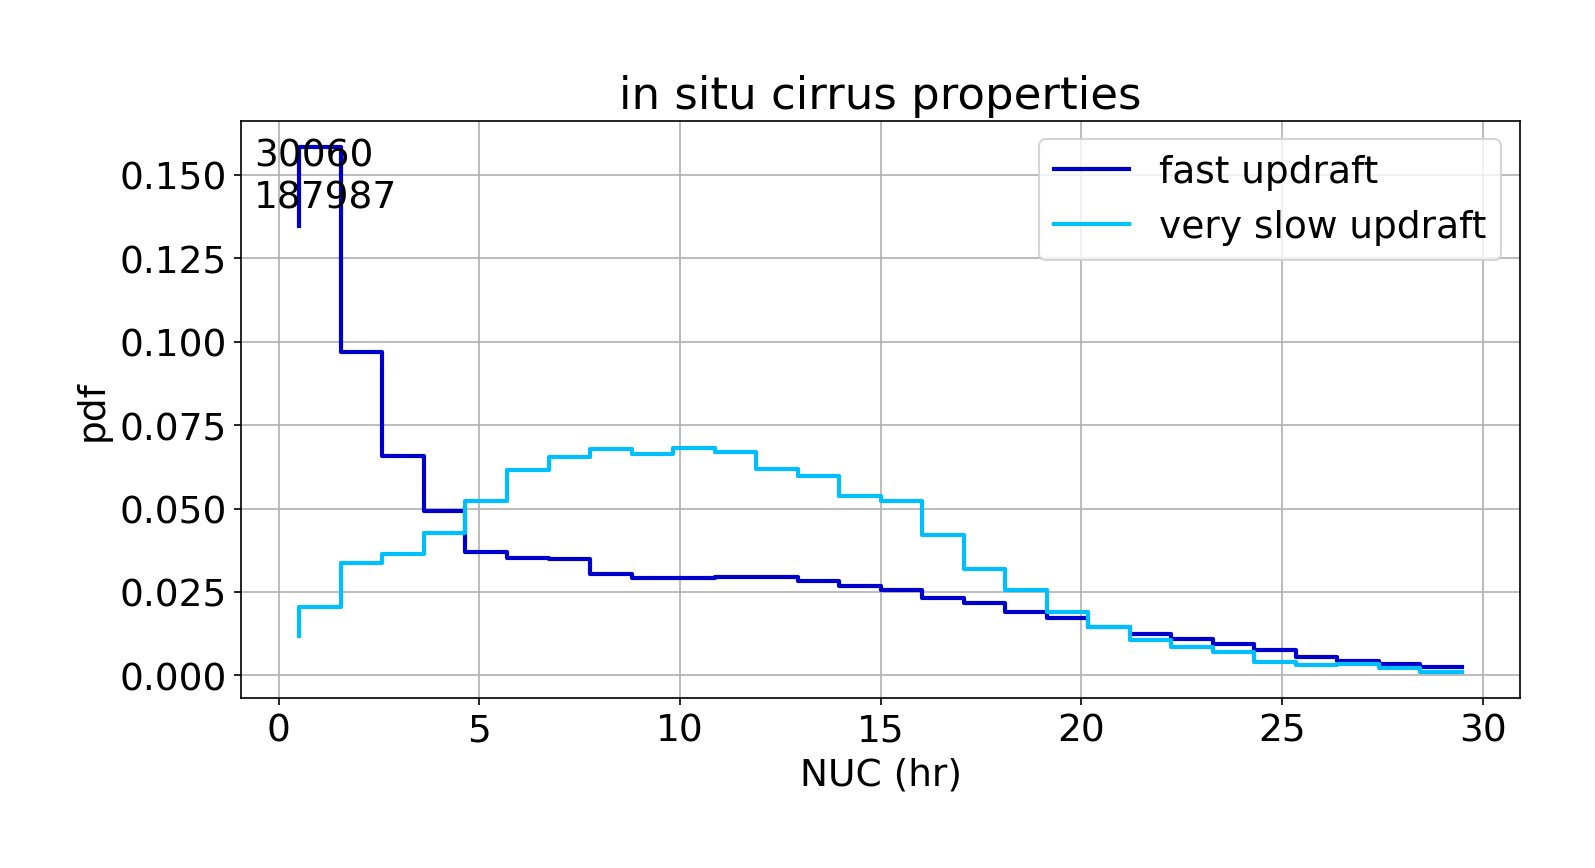 in situ cirrus properties
30060
187987
fast updraft
very slow updraft
0.150
0.125
0.100
0.075
0.050
0.025
0.000
pdf
0 5 10 15 20 25 30
NUC (hr)